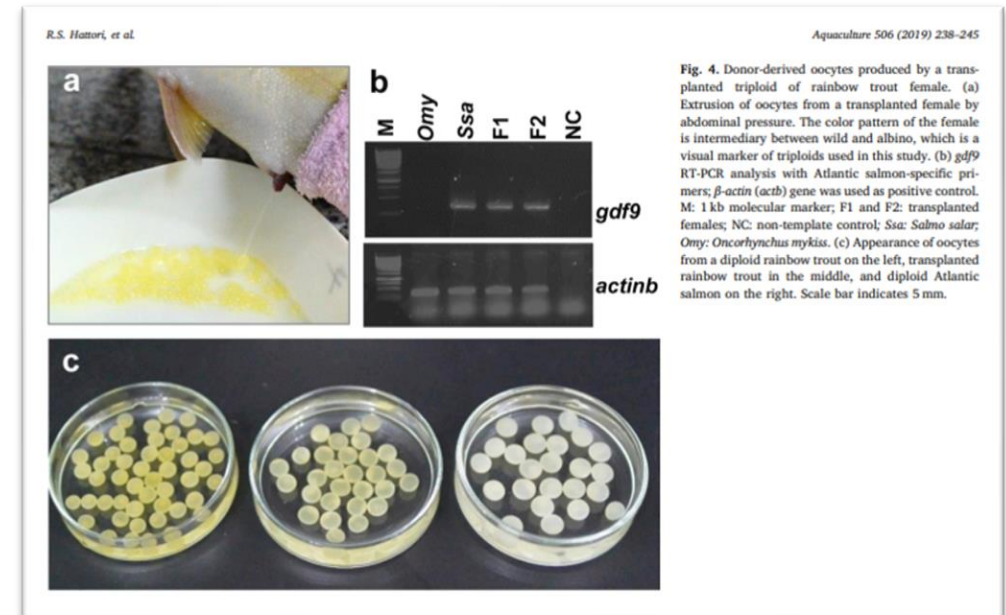 R.S. Hattori, et al.
Aquaculture 506 (2019) 238–245
a
b
M
Omy
Ssa
F1
F2
NC
gdf9
actinb
Fig. 4. Donor-derived oocytes produced by a trans-
planted triploid of rainbow trout female. (a)
Extrusion of oocytes from a transplanted female by
abdominal pressure. The color pattern of the female
is intermediary between wild and albino, which is a
visual marker of triploids used in this study. (b) gdf9
RT-PCR analysis with Atlantic salmon-specific pri-
mers; β-actin (actb) gene was used as positive control.
M: 1 kb molecular marker; F1 and F2: transplanted
females; NC: non-template control; Ssa: Salmo salar;
Omy: Oncorhynchus mykiss. (c) Appearance of oocytes
from a diploid rainbow trout on the left, transplanted
rainbow trout in the middle, and diploid Atlantic
salmon on the right. Scale bar indicates 5 mm.
c